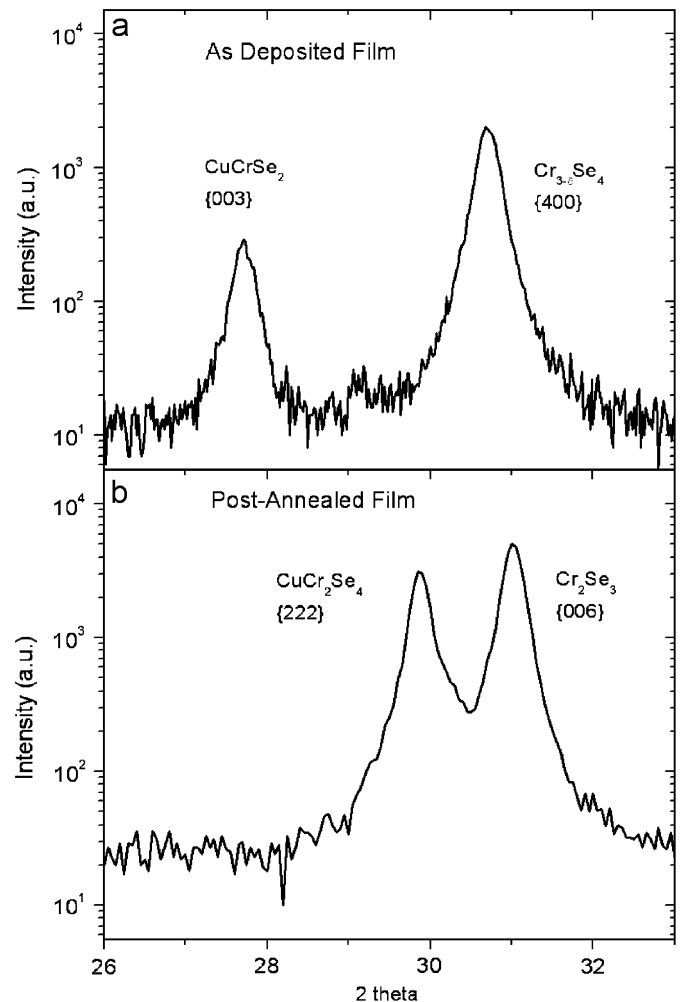 a
As Deposited Film
10⁴
10³
10²
10¹
Intensity (a.u.)
CuCrSe₂
{003}
Cr₃₋δSe₄
{400}
b
Post-Annealed Film
10⁴
10³
10²
10¹
Intensity (a.u.)
CuCr₂Se₄
{222}
Cr₂Se₃
{006}
26 28 30 32
2 theta